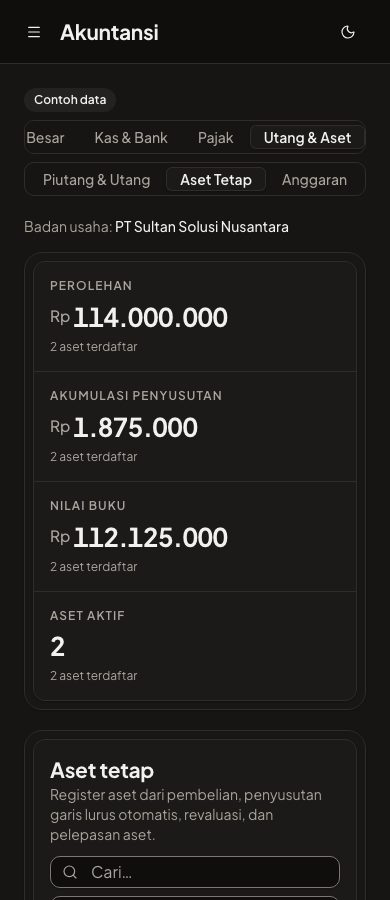 Akuntansi
Contoh data
Besar Kas & Bank Pajak Utang & Aset
Piutang & Utang Aset Tetap Anggaran
Badan usaha: PT Sultan Solusi Nusantara
PEROLEHAN
Rp 114.000.000
2 aset terdaftar
AKUMULASI PENYUSUTAN
Rp 1.875.000
2 aset terdaftar
NILAI BUKU
Rp 112.125.000
2 aset terdaftar
ASET AKTIF
2
2 aset terdaftar
Aset tetap
Register aset dari pembelian, penyusutan
garis lurus otomatis, revaluasi, dan
pelepasan aset.
Cari...